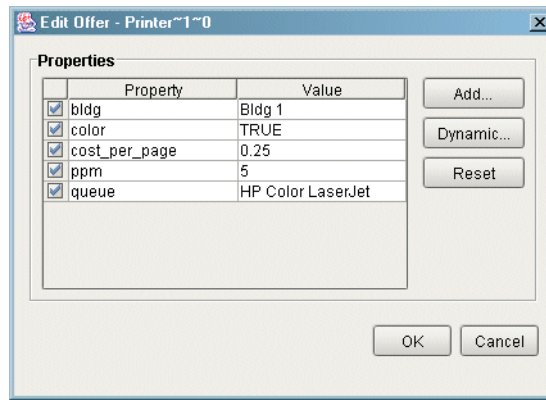 Edit Offer - Printer~1~0
Properties
Property Value
bldg Bldg 1
color TRUE
cost_per_page 0.25
ppm 5
queue HP Color LaserJet
Add...
Dynamic...
Reset
OK Cancel